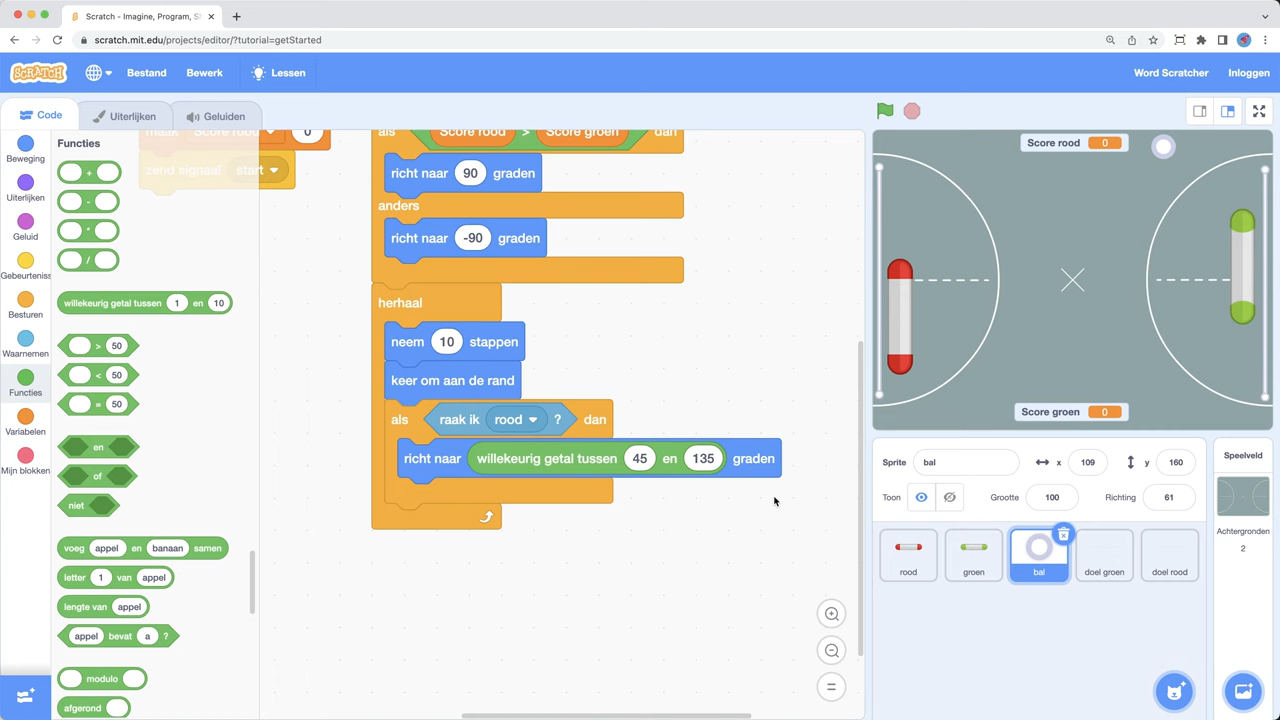 Scratch - Imagine, Program, S
scratch.mit.edu/projects/editor/?tutorial=getStarted
SCRATCH
Bestand
Bewerk
Lessen
Word Scratcher
Inloggen
Code
Uiterlijken
Geluiden
Beweging
Uiterlijken
Geluid
Gebeurteniss
Besturen
Waarnemen
Functies
Variabelen
Mijn blokken
Functies
+
-
*
/
willekeurig getal tussen 1 en 10
> 50
< 50
= 50
en
of
niet
voeg appel en banaan samen
letter 1 van appel
lengte van appel
appel bevat a ?
modulo
afgerond
maak Score rood 0
zend signaal start
als Score rood > Score groen dan
richt naar 90 graden
anders
richt naar -90 graden
herhaal
neem 10 stappen
keer om aan de rand
als raak ik rood ? dan
richt naar willekeurig getal tussen 45 en 135 graden
Score rood 0
Score groen 0
Sprite bal x 109 y 160
Toon Grootte 100 Richting 61
rood
groen
bal
doel groen
doel rood
Speelveld
Achtergronden
2